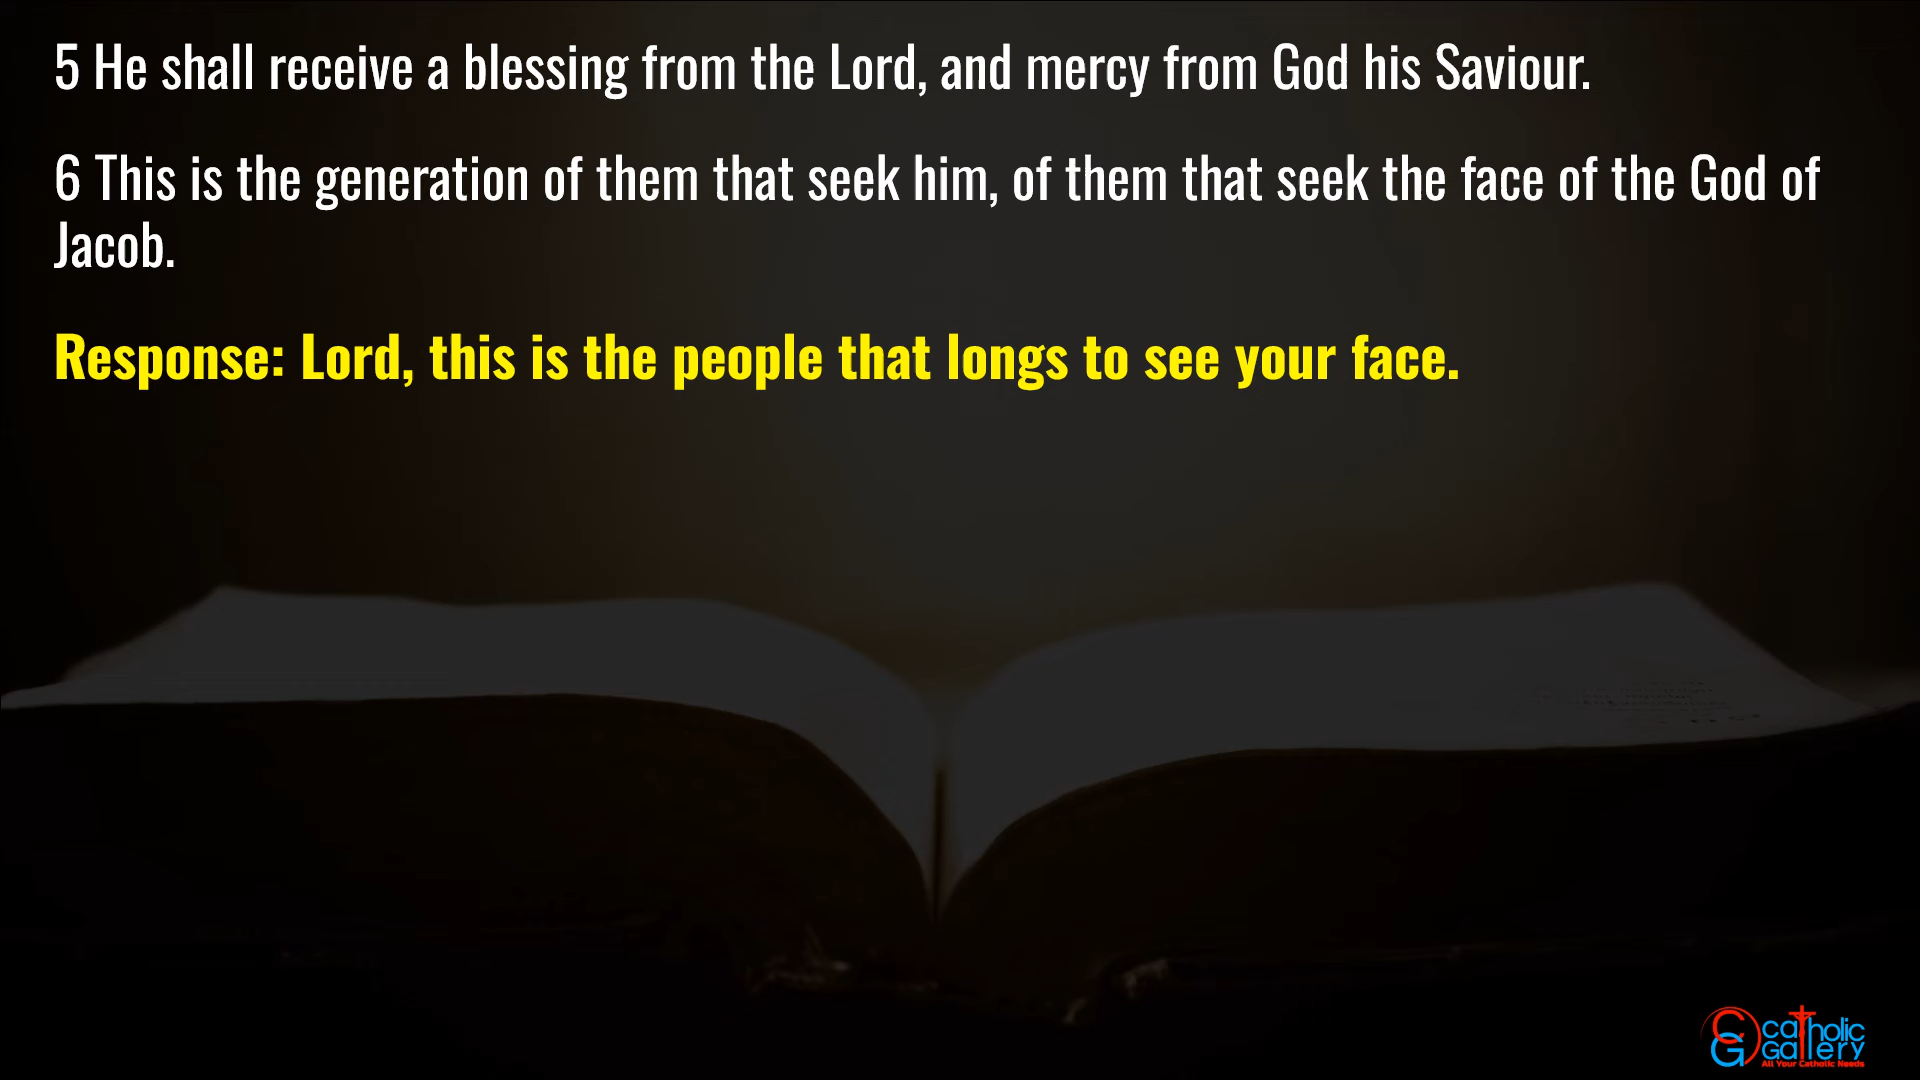 5 He shall receive a blessing from the Lord, and mercy from God his Saviour.
6 This is the generation of them that seek him, of them that seek the face of the God of
Jacob.
Response: Lord, this is the people that longs to see your face.
catholic
Gallery
All Your Catholic Needs